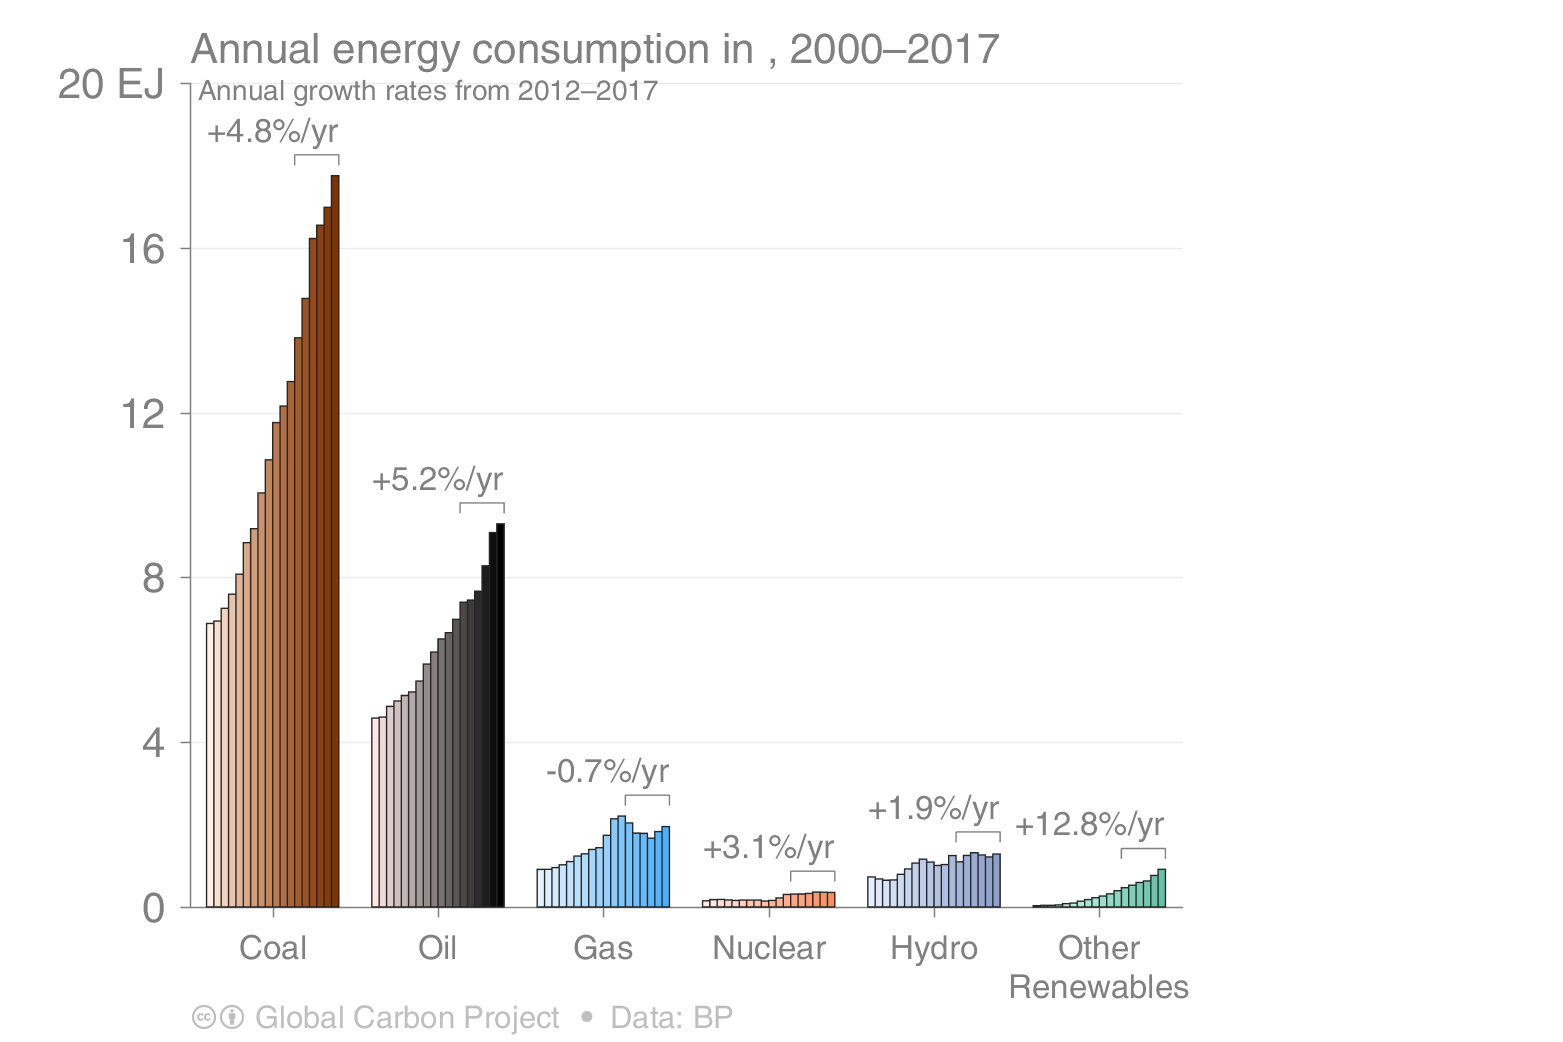 Annual energy consumption in , 2000–2017
20 EJ
Annual growth rates from 2012–2017
+4.8%/yr
16
12
+5.2%/yr
8
4
-0.7%/yr
+3.1%/yr
+1.9%/yr
+12.8%/yr
0
Coal
Oil
Gas
Nuclear
Hydro
Other
Renewables
cc Global Carbon Project • Data: BP